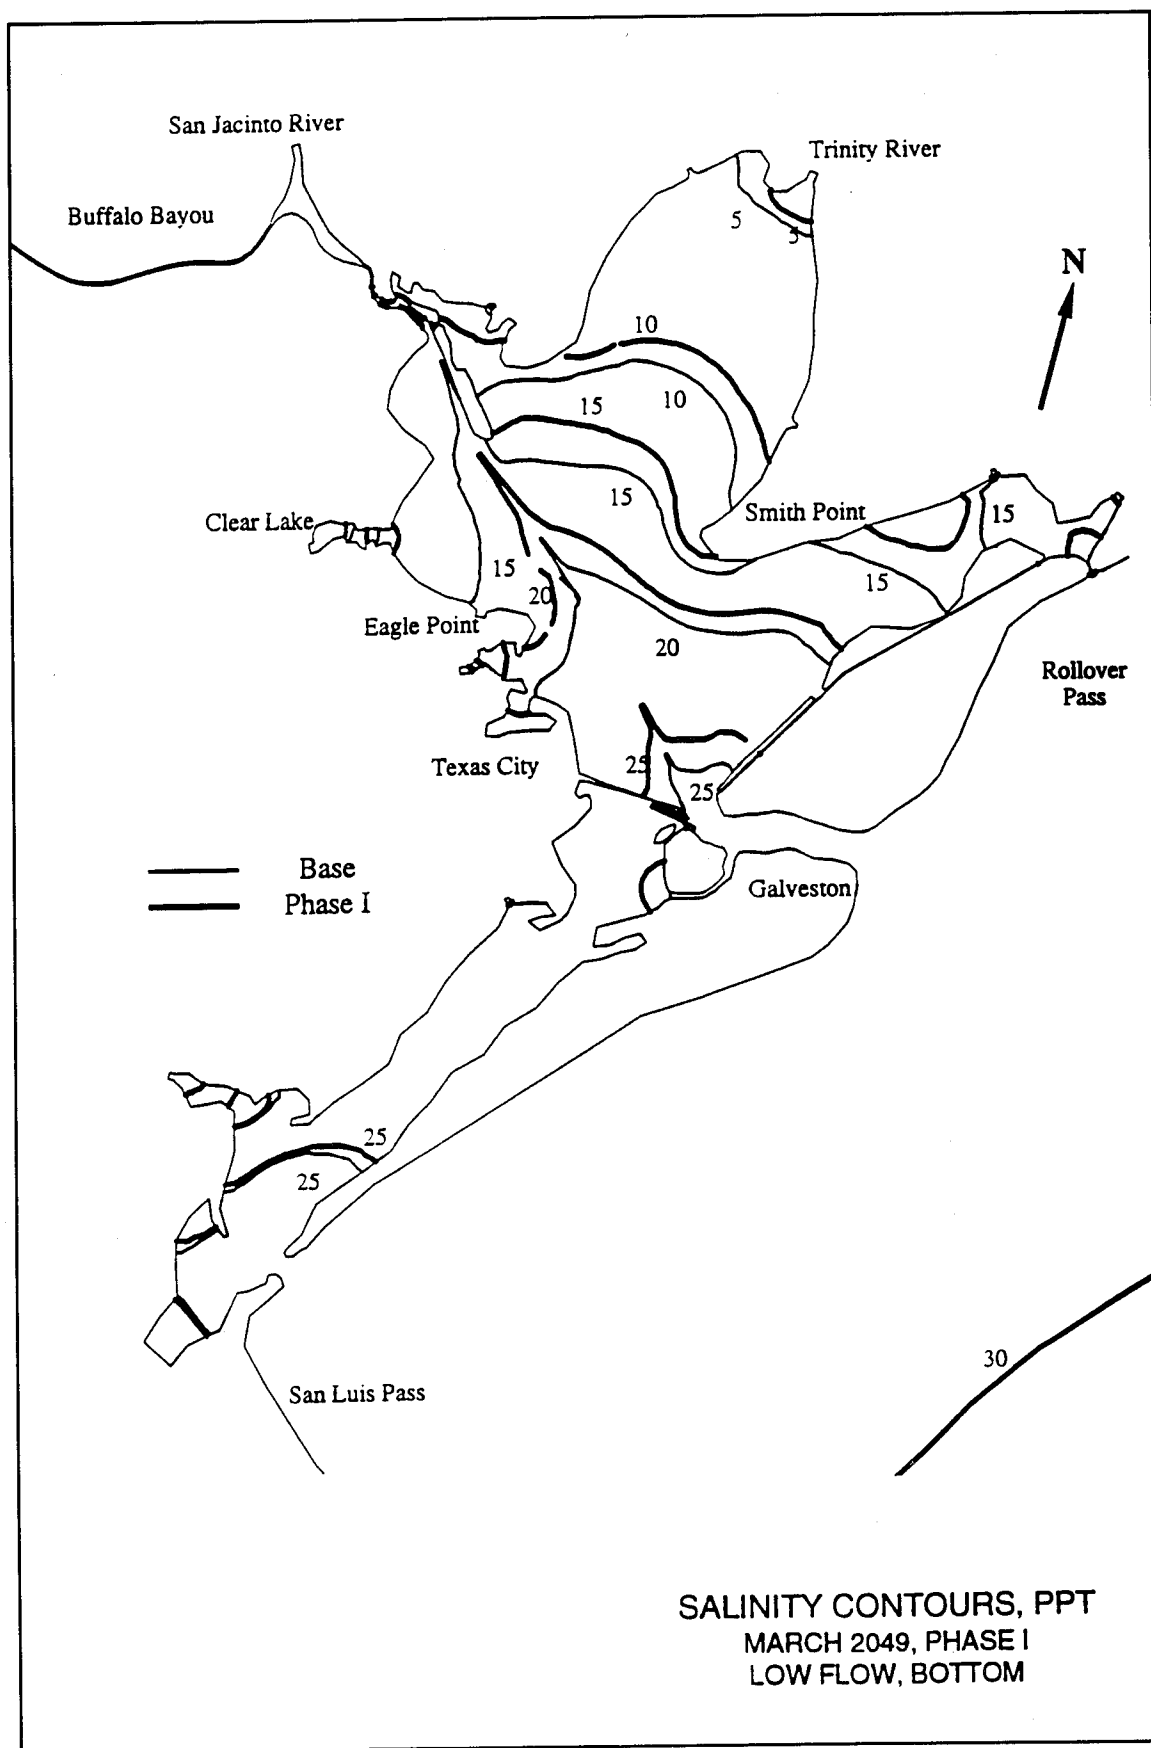 San Jacinto River
Trinity River
Buffalo Bayou
5
5
N
10
15
10
15
Smith Point
15
Clear Lake
15
15
20
Eagle Point
20
Rollover
Pass
25
Texas City
25
Base
Galveston
Phase I
25
25
30
San Luis Pass
SALINITY CONTOURS, PPT
MARCH 2049, PHASE I
LOW FLOW, BOTTOM